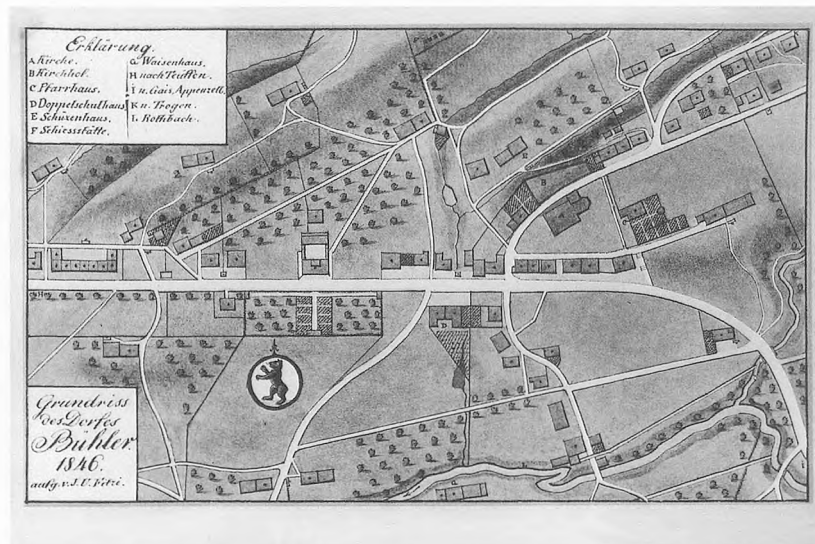 Erklärung.
A Kirche.
B Kirchhof.
C Pfarrhaus.
D Doppelschulhaus
E Schüzenhaus.
F Schiessstätte.
G Waisenhaus.
H nach Teuffen.
I n. Gais, Appenzell.
K n. Trogen.
L Rothbach.
Grundriss
des Dorfes
Bühler.
1846.
aufg. v. J. U. Fitzi.
H
B
A
D